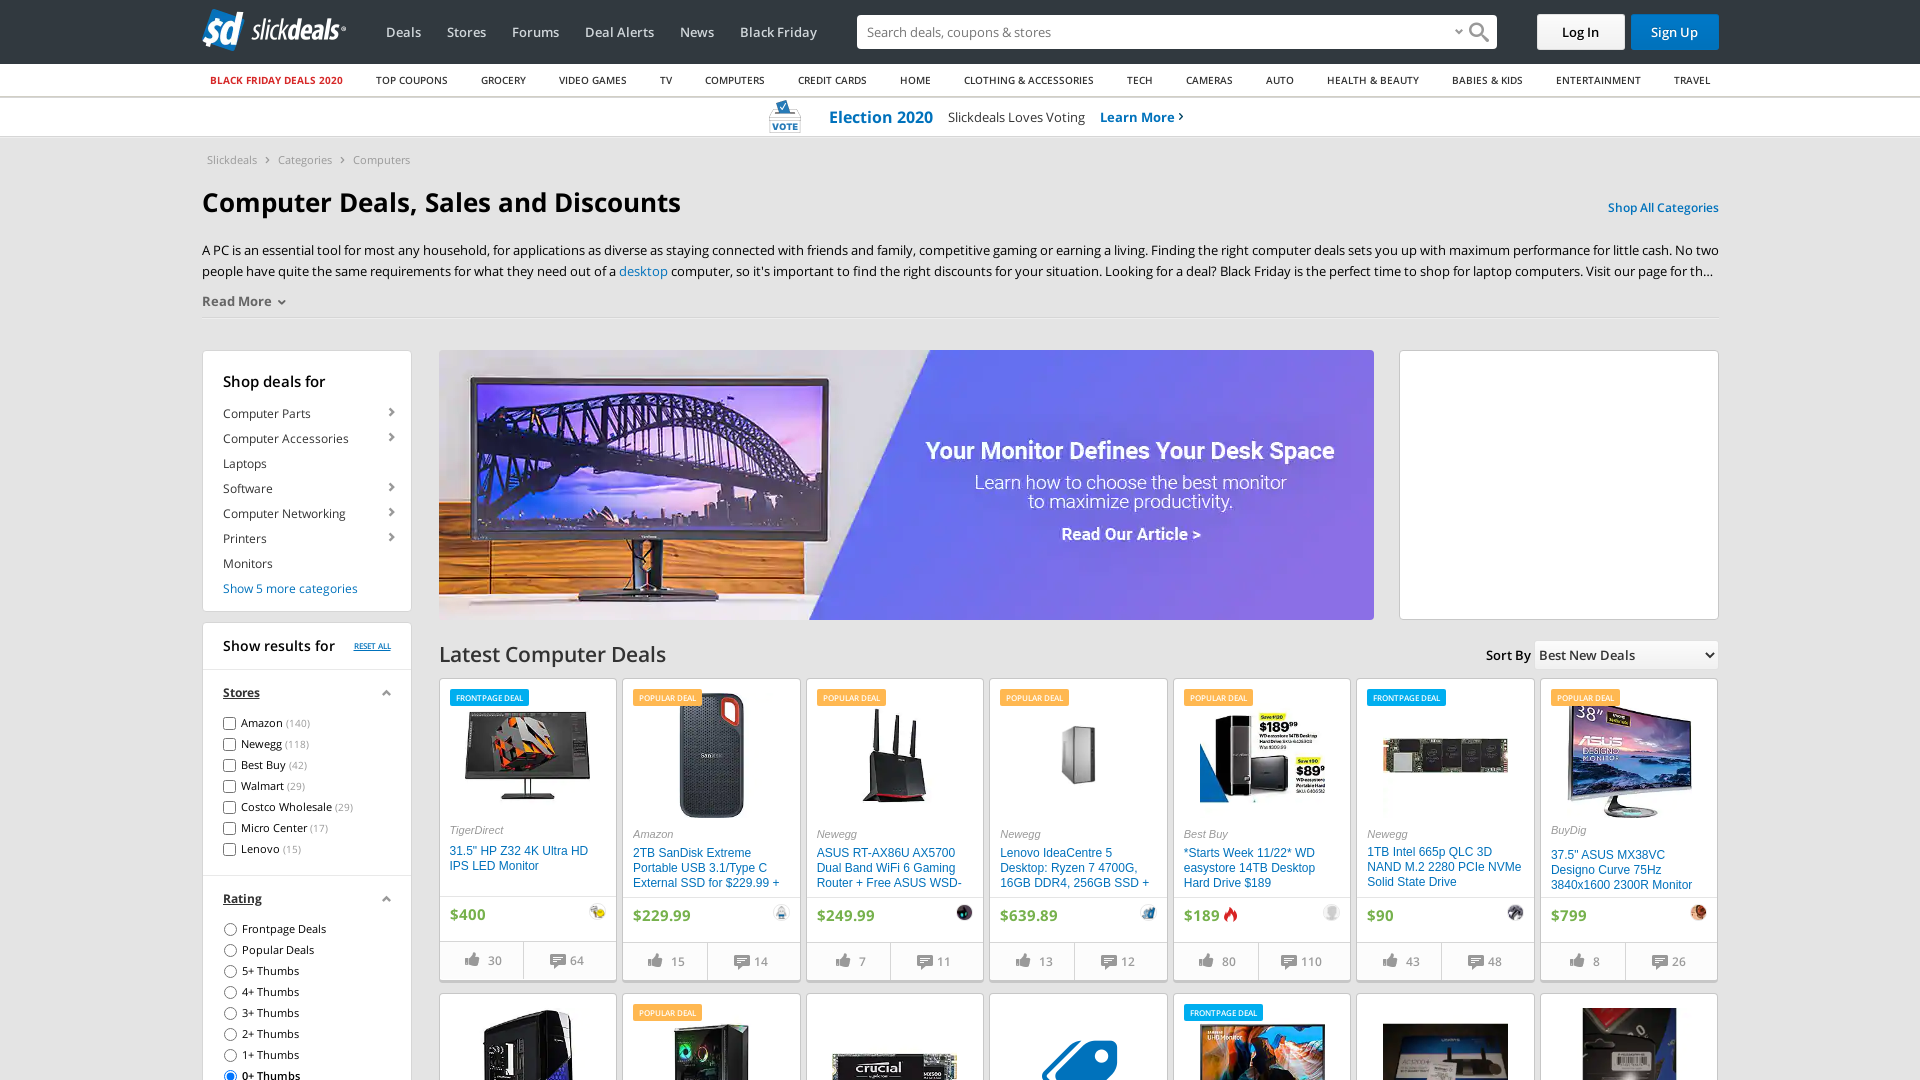 slickdeals
Deals
Stores
Forums
Deal Alerts
News
Black Friday
Search deals, coupons & stores
Log In
Sign Up
BLACK FRIDAY DEALS 2020
TOP COUPONS
GROCERY
VIDEO GAMES
TV
COMPUTERS
CREDIT CARDS
HOME
CLOTHING & ACCESSORIES
TECH
CAMERAS
AUTO
HEALTH & BEAUTY
BABIES & KIDS
ENTERTAINMENT
TRAVEL
VOTE
Election 2020 Slickdeals Loves Voting Learn More
Slickdeals > Categories > Computers
Computer Deals, Sales and Discounts
Shop All Categories
A PC is an essential tool for most any household, for applications as diverse as staying connected with friends and family, competitive gaming or earning a living. Finding the right computer deals sets you up with maximum performance for little cash. No two
people have quite the same requirements for what they need out of a desktop computer, so it's important to find the right discounts for your situation. Looking for a deal? Black Friday is the perfect time to shop for laptop computers. Visit our page for th...
Read More
Shop deals for
Computer Parts
Computer Accessories
Laptops
Software
Computer Networking
Printers
Monitors
Show 5 more categories
Your Monitor Defines Your Desk Space
Learn how to choose the best monitor
to maximize productivity.
Read Our Article >
Show results for RESET ALL
Stores
Amazon (140)
Newegg (118)
Best Buy (42)
Walmart (29)
Costco Wholesale (29)
Micro Center (17)
Lenovo (15)
Rating
Frontpage Deals
Popular Deals
5+ Thumbs
4+ Thumbs
3+ Thumbs
2+ Thumbs
1+ Thumbs
0+ Thumbs
Latest Computer Deals
Sort By Best New Deals
FRONTPAGE DEAL
TigerDirect
31.5" HP Z32 4K Ultra HD
IPS LED Monitor
$400
30
64
POPULAR DEAL
SanDisk
Amazon
2TB SanDisk Extreme
Portable USB 3.1/Type C
External SSD for $229.99 +
$229.99
15
14
POPULAR DEAL
Newegg
ASUS RT-AX86U AX5700
Dual Band WiFi 6 Gaming
Router + Free ASUS WSD-
$249.99
7
11
POPULAR DEAL
Newegg
Lenovo IdeaCentre 5
Desktop: Ryzen 7 4700G,
16GB DDR4, 256GB SSD +
$639.89
13
12
POPULAR DEAL
$189.99
$89.9
Best Buy
*Starts Week 11/22* WD
easystore 14TB Desktop
Hard Drive $189
$189
80
110
FRONTPAGE DEAL
Newegg
1TB Intel 665p QLC 3D
NAND M.2 2280 PCIe NVMe
Solid State Drive
$90
43
48
POPULAR DEAL
38"
ASUS
DESIGNO
MONITOR
BuyDig
37.5" ASUS MX38VC
Designo Curve 75Hz
3840x1600 2300R Monitor
$799
8
26
POPULAR DEAL
crucial
FRONTPAGE DEAL
UHD Monitor